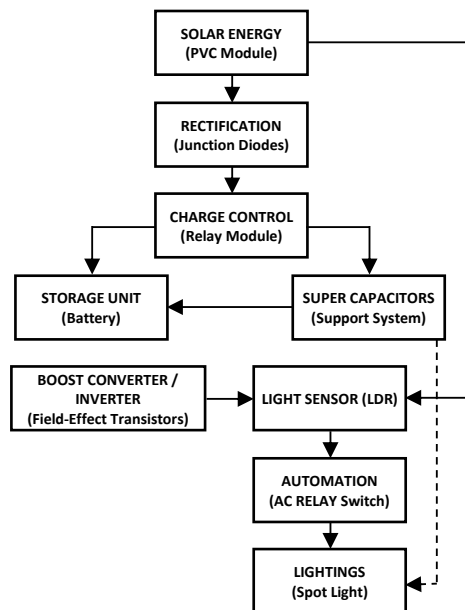 SOLAR ENERGY
(PVC Module)
RECTIFICATION
(Junction Diodes)
CHARGE CONTROL
(Relay Module)
STORAGE UNIT
(Battery)
SUPER CAPACITORS
(Support System)
BOOST CONVERTER /
INVERTER
(Field-Effect Transistors)
LIGHT SENSOR (LDR)
AUTOMATION
(AC RELAY Switch)
LIGHTINGS
(Spot Light)